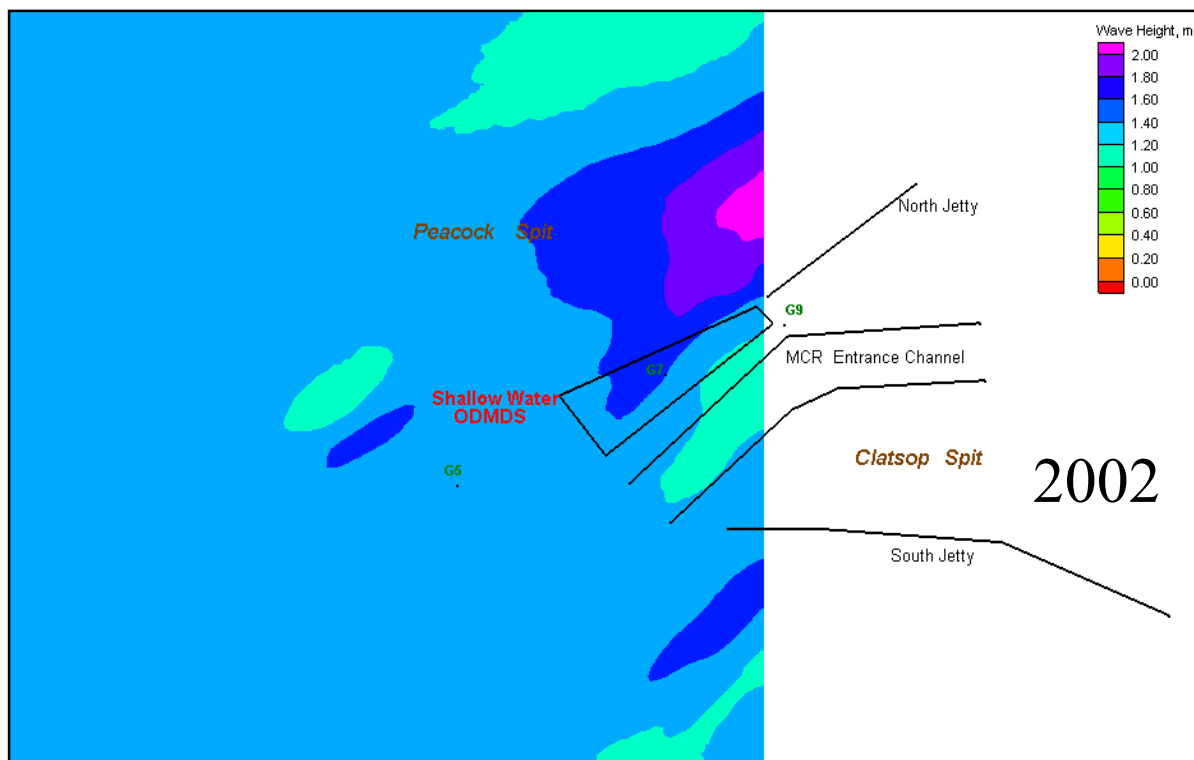 Wave Height, m
2.00
1.80
1.60
1.40
1.20
1.00
0.80
0.60
0.40
0.20
0.00
North Jetty
Peacock Spit
G9
MCR Entrance Channel
G7
Shallow Water
ODMDS
Clatsop Spit
G5
2002
South Jetty